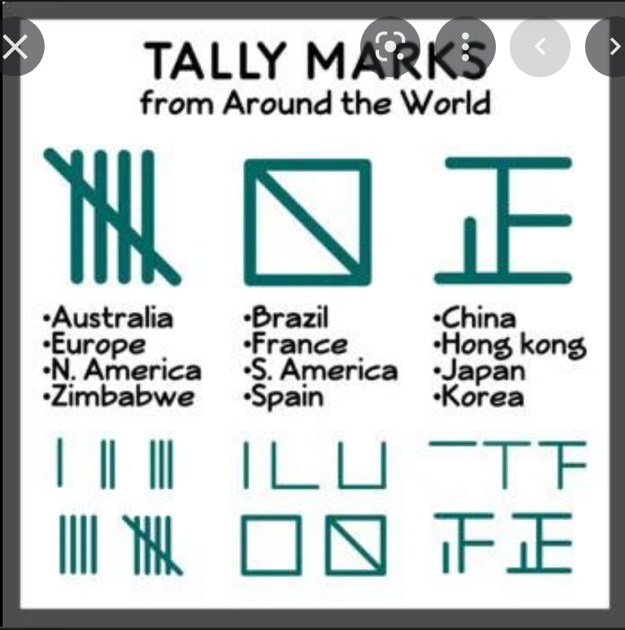 TALLY MARKS
from Around the World
正
•Australia
•Europe
•N. America
•Zimbabwe
•Brazil
•France
•S. America
•Spain
•China
•Hong kong
•Japan
•Korea